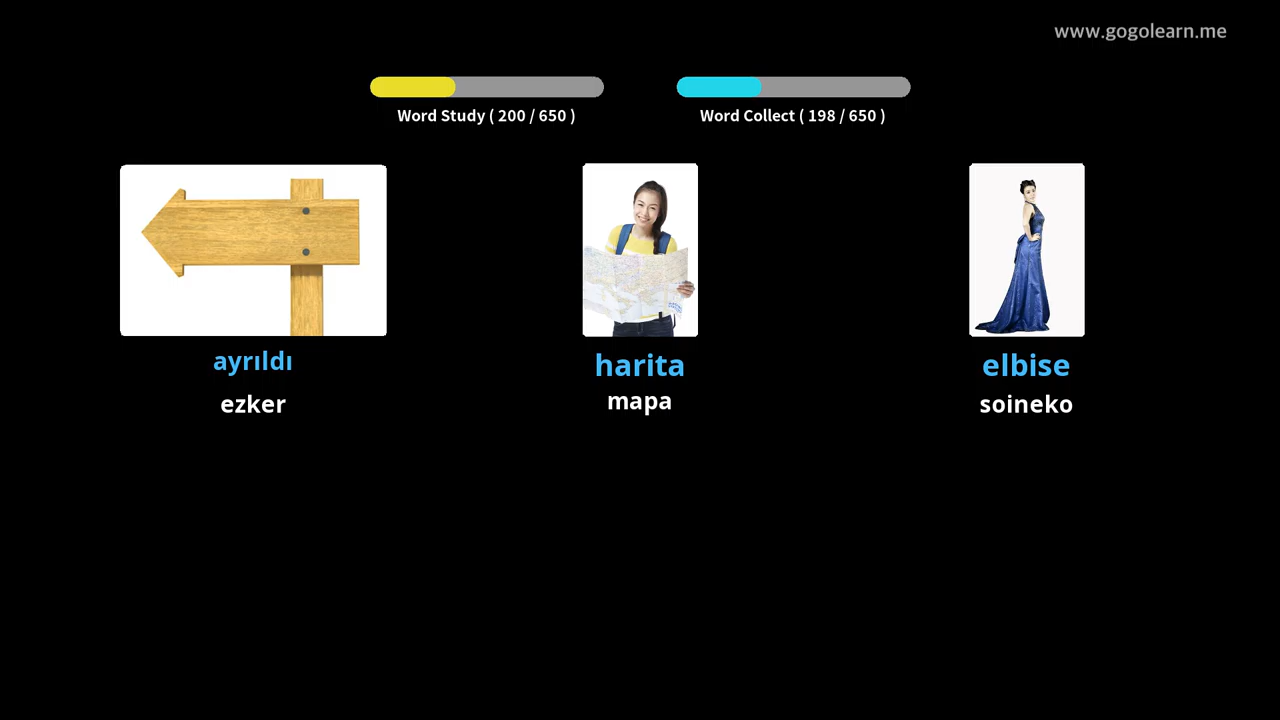 www.gogolearn.me
Word Study ( 200 / 650 )
Word Collect ( 198 / 650 )
ayrıldı
harita
elbise
ezker
mapa
soineko